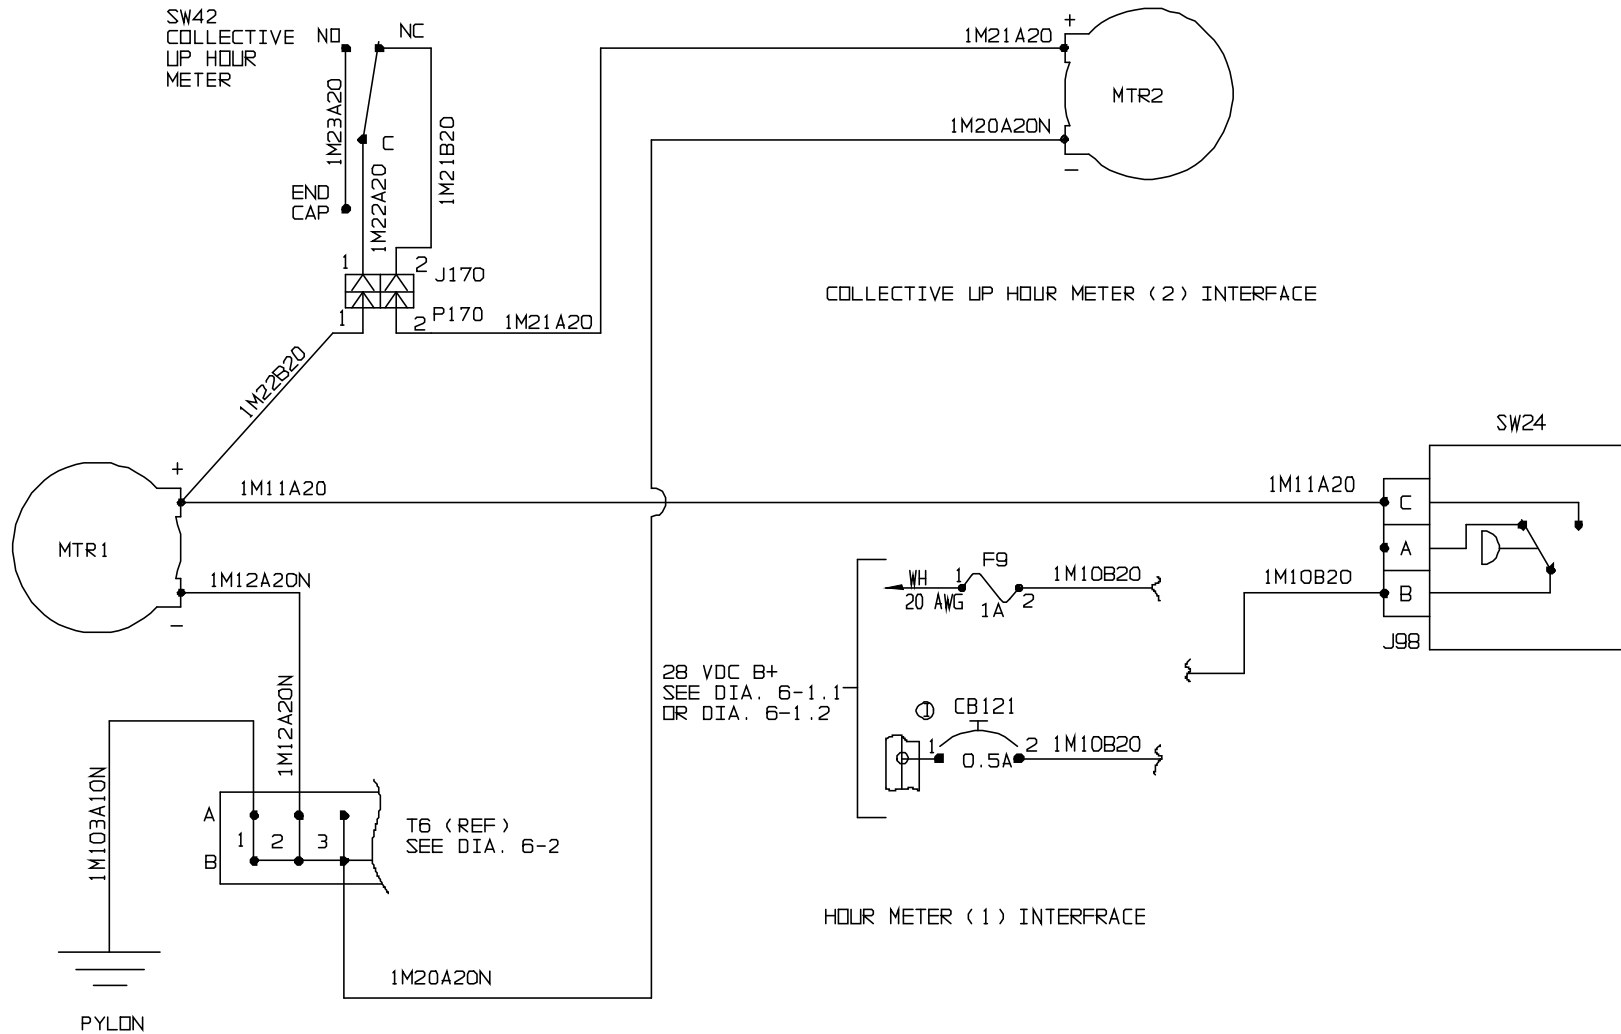 SW42
COLLECTIVE
UP HOUR
METER
NO
NC
1M23A20
C
1M22A20
1M21B20
END
CAP
1
2
J170
1
2
P170
1M21A20
1M21A20
+
MTR2
1M20A20N
–
COLLECTIVE UP HOUR METER (2) INTERFACE
1M22B20
SW24
+
1M11A20
1M11A20
C
MTR1
A
1M12A20N
1M10B20
B
–
J98
F9
WH
20 AWG
1
1A
2
1M10B20
28 VDC B+
SEE DIA. 6-1.1
OR DIA. 6-1.2
1
CB121
1
2
0.5A
1M10B20
1M12A20N
1M103A10N
A
1
2
3
B
T6 (REF)
SEE DIA. 6-2
HOUR METER (1) INTERFRACE
1M20A20N
PYLON